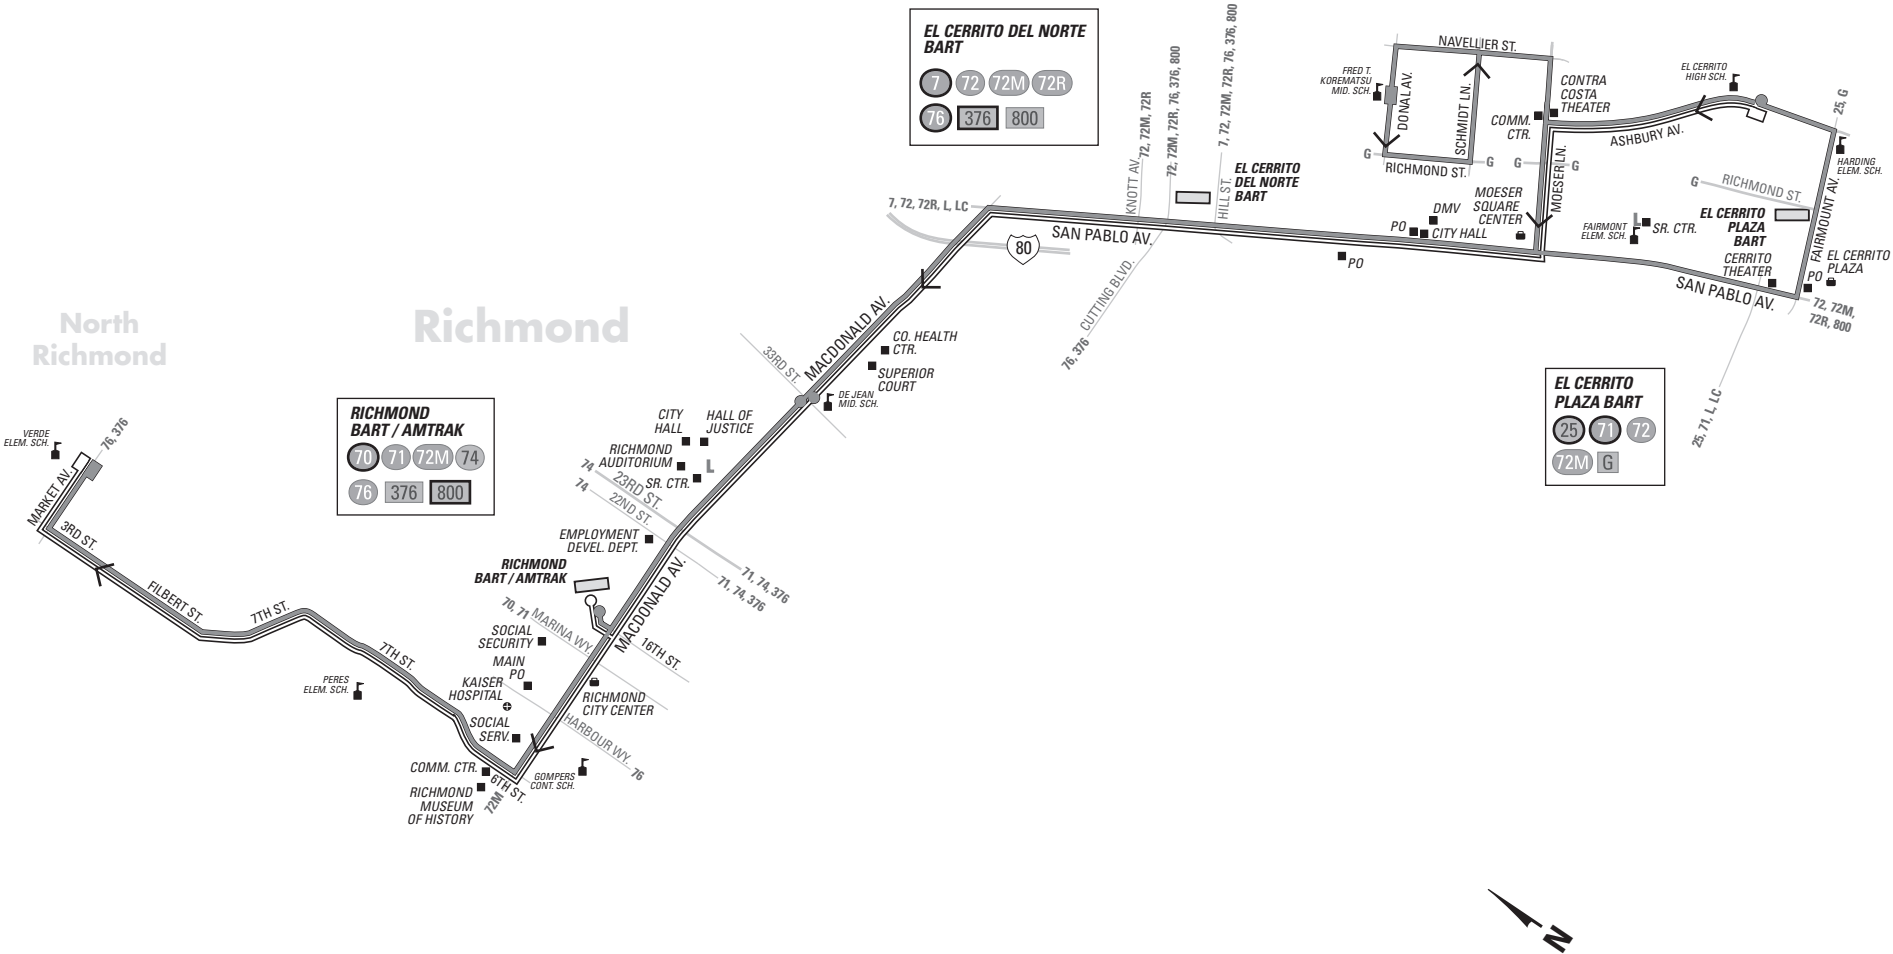 EL CERRITO DEL NORTE
BART
7 72 72M 72R
76 376 800
KNOTT AV.
72, 72M, 72R
72, 72M, 72R, 76, 376, 800
7, 72, 72M, 72R, 76, 376, 800
HILL ST.
EL CERRITO
DEL NORTE
BART
NAVELLIER ST.
FRED T.
KOREMATSU
MID. SCH.
DONAL AV.
SCHMIDT LN.
G
RICHMOND ST.
G
CONTRA
COSTA
THEATER
COMM.
CTR.
G
G
MOESER LN.
MOESER
SQUARE
CENTER
DMV
PO
CITY HALL
PO
EL CERRITO
HIGH SCH.
ASHBURY AV.
25, G
HARDING
ELEM. SCH.
G
RICHMOND ST.
FAIRMOUNT AV.
L
FAIRMONT
ELEM. SCH.
SR. CTR.
EL CERRITO
PLAZA
BART
CERRITO
THEATER
PO
EL CERRITO
PLAZA
SAN PABLO AV.
72, 72M,
72R, 800
25, 71, L, LC
7, 72, 72R, L, LC
80
SAN PABLO AV.
CUTTING BLVD.
76, 376
EL CERRITO
PLAZA BART
25 71 72
72M G
North
Richmond
Richmond
MACDONALD AV.
CO. HEALTH
CTR.
SUPERIOR
COURT
33RD ST.
DE JEAN
MID. SCH.
RICHMOND
BART / AMTRAK
70 71 72M 74
76 376 800
CITY
HALL
HALL OF
JUSTICE
RICHMOND
AUDITORIUM
L
SR. CTR.
74
23RD ST.
74
22ND ST.
EMPLOYMENT
DEVEL. DEPT.
71, 74, 376
71, 74, 376
RICHMOND
BART / AMTRAK
MACDONALD AV.
70, 71
MARINA WY.
16TH ST.
SOCIAL
SECURITY
MAIN
PO
KAISER
HOSPITAL
RICHMOND
CITY CENTER
SOCIAL
SERV.
HARBOUR WY.
76
COMM. CTR.
GOMPERS
CONT. SCH.
6TH ST.
72M
RICHMOND
MUSEUM
OF HISTORY
VERDE
ELEM. SCH.
76, 376
MARKET AV.
3RD ST.
FILBERT ST.
7TH ST.
7TH ST.
PERES
ELEM. SCH.
N